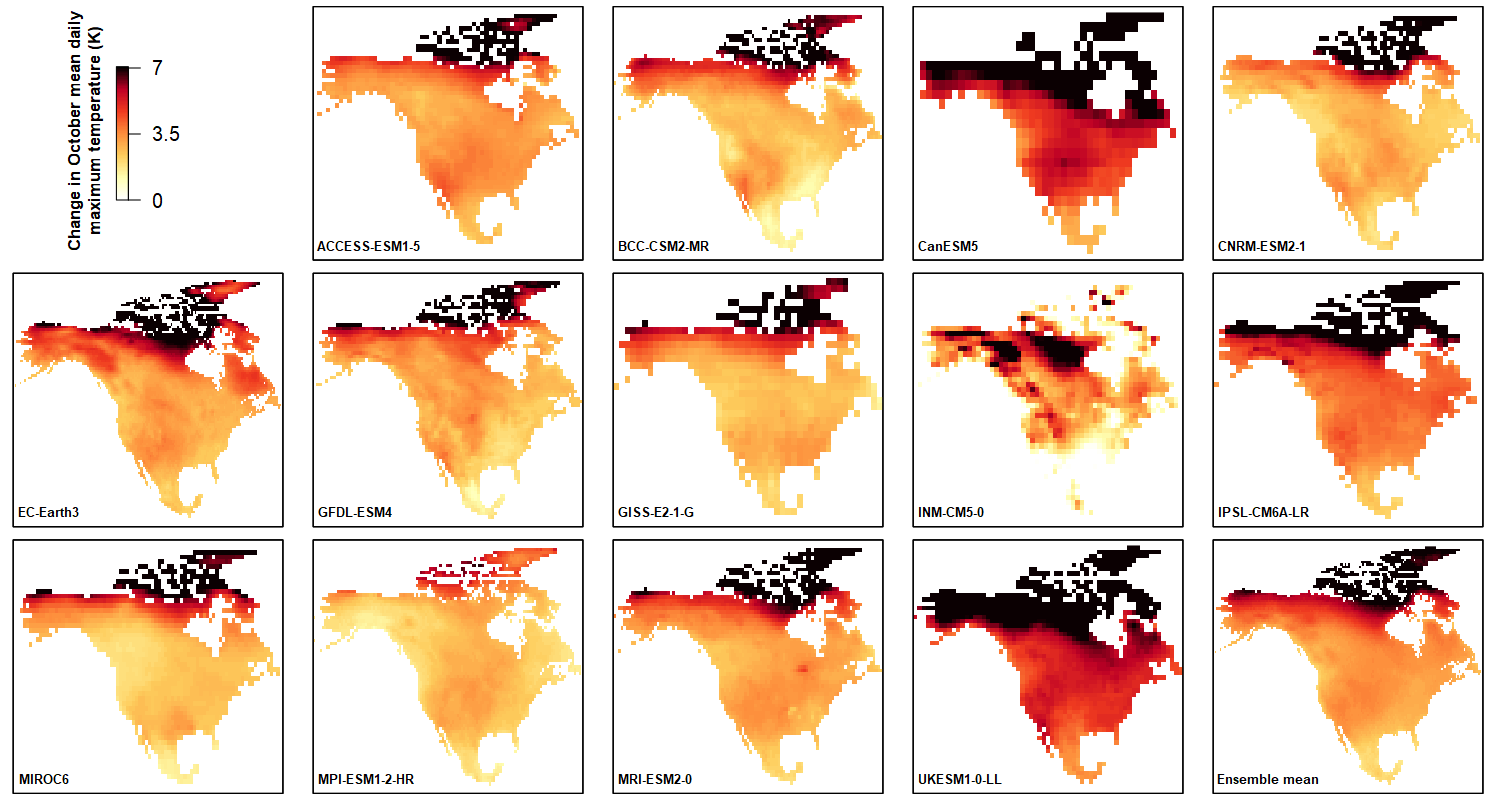 Change in October mean daily
maximum temperature (K)
7
3.5
0
ACCESS-ESM1-5
BCC-CSM2-MR
CanESM5
CNRM-ESM2-1
EC-Earth3
GFDL-ESM4
GISS-E2-1-G
INM-CM5-0
IPSL-CM6A-LR
MIROC6
MPI-ESM1-2-HR
MRI-ESM2-0
UKESM1-0-LL
Ensemble mean